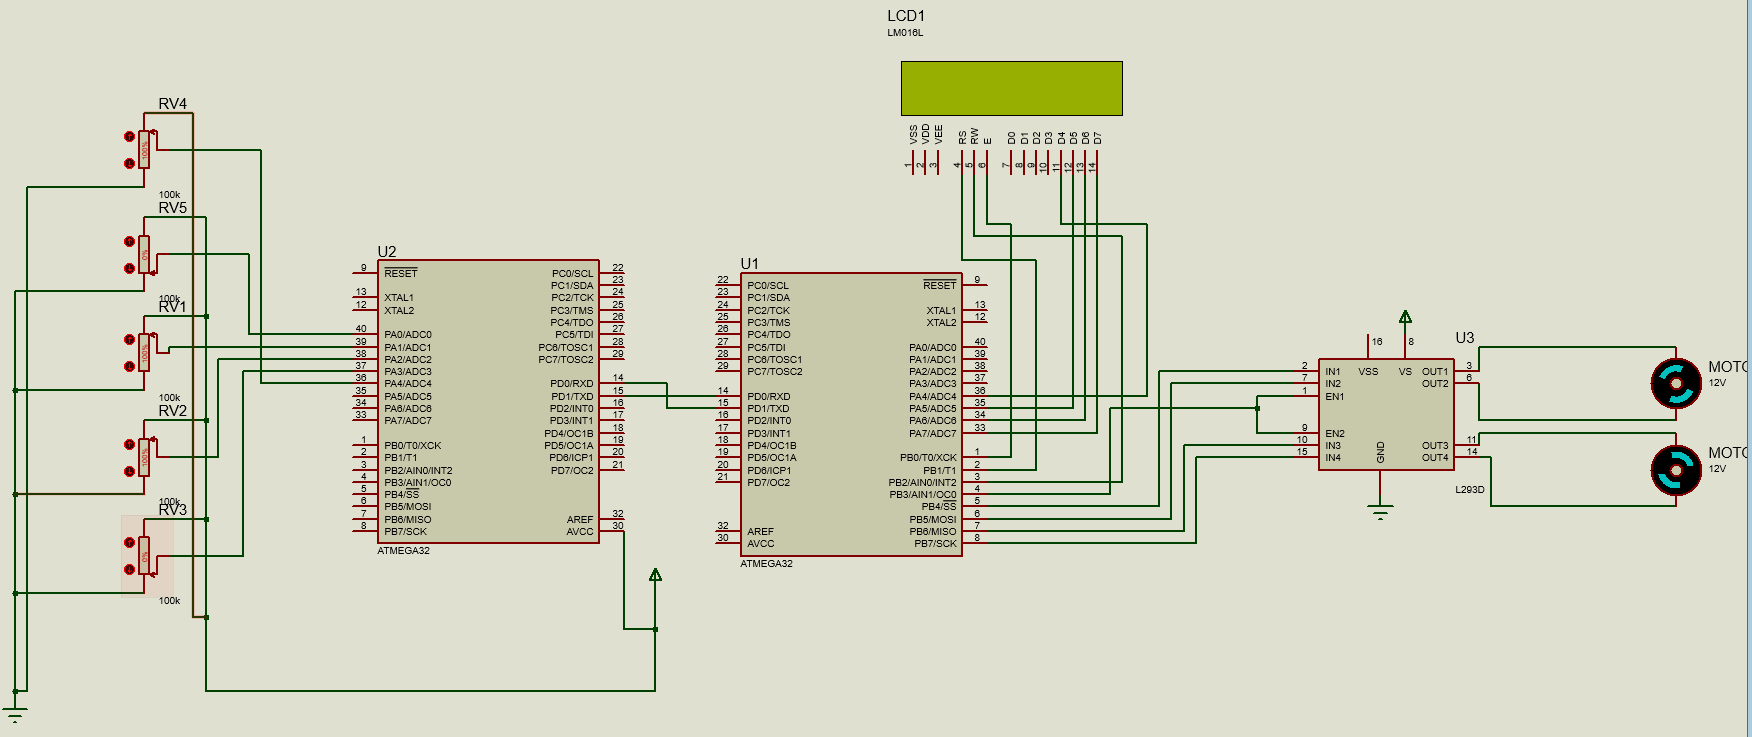 LCD1
LM016L
VSS
VDD
VEE
RS
RW
E
D0
D1
D2
D3
D4
D5
D6
D7
1
2
3
4
5
6
7
8
9
10
11
12
13
14
RV4
100%
100k
RV5
0%
100k
RV1
100%
100k
RV2
100%
100k
RV3
0%
100k
U2
9 RESET PC0/SCL 22
PC1/SDA 23
13 XTAL1 PC2/TCK 24
12 XTAL2 PC3/TMS 25
PC4/TDO 26
40 PA0/ADC0 PC5/TDI 27
39 PA1/ADC1 PC6/TOSC1 28
38 PA2/ADC2 PC7/TOSC2 29
37 PA3/ADC3
36 PA4/ADC4 PD0/RXD 14
35 PA5/ADC5 PD1/TXD 15
34 PA6/ADC6 PD2/INT0 16
33 PA7/ADC7 PD3/INT1 17
PD4/OC1B 18
1 PB0/T0/XCK PD5/OC1A 19
2 PB1/T1 PD6/ICP1 20
3 PB2/AIN0/INT2 PD7/OC2 21
4 PB3/AIN1/OC0
5 PB4/SS
6 PB5/MOSI
7 PB6/MISO AREF 32
8 PB7/SCK AVCC 30
ATMEGA32
U1
22 PC0/SCL RESET 9
23 PC1/SDA
24 PC2/TCK XTAL1 13
25 PC3/TMS XTAL2 12
26 PC4/TDO
27 PC5/TDI PA0/ADC0 40
28 PC6/TOSC1 PA1/ADC1 39
29 PC7/TOSC2 PA2/ADC2 38
PA3/ADC3 37
14 PD0/RXD PA4/ADC4 36
15 PD1/TXD PA5/ADC5 35
16 PD2/INT0 PA6/ADC6 34
17 PD3/INT1 PA7/ADC7 33
18 PD4/OC1B
19 PD5/OC1A PB0/T0/XCK 1
20 PD6/ICP1 PB1/T1 2
21 PD7/OC2 PB2/AIN0/INT2 3
PB3/AIN1/OC0 4
PB4/SS 5
PB5/MOSI 6
32 AREF PB6/MISO 7
30 AVCC PB7/SCK 8
ATMEGA32
U3
16 8
2 IN1 VSS VS OUT1 3
7 IN2 OUT2 6
1 EN1
9 EN2
10 IN3 OUT3 11
15 IN4 GND OUT4 14
L293D
MOTO
12V
MOTO
12V